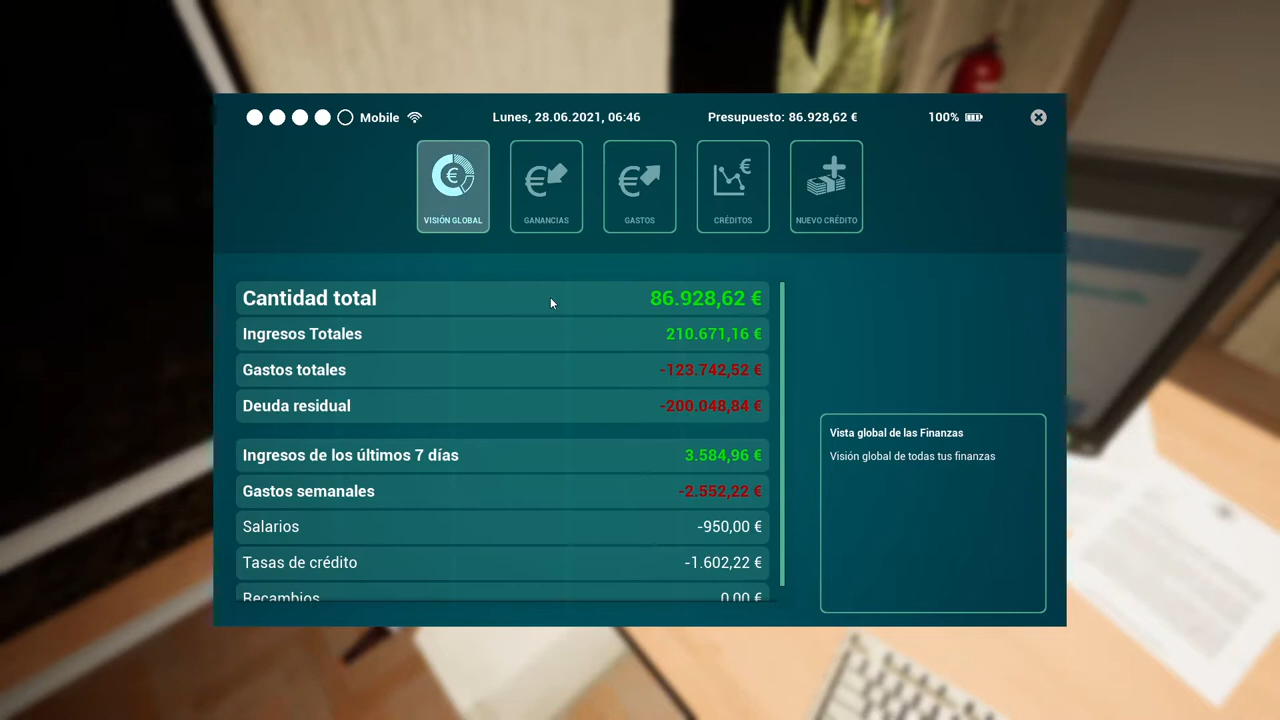 Mobile
Lunes, 28.06.2021, 06:46
Presupuesto: 86.928,62 €
100%
VISIÓN GLOBAL
GANANCIAS
GASTOS
CRÉDITOS
NUEVO CRÉDITO
Cantidad total 86.928,62 €
Ingresos Totales 210.671,16 €
Gastos totales -123.742,52 €
Deuda residual -200.048,84 €
Ingresos de los últimos 7 días 3.584,96 €
Gastos semanales -2.552,22 €
Salarios -950,00 €
Tasas de crédito -1.602,22 €
Recambios 0,00 €
Vista global de las Finanzas
Visión global de todas tus finanzas